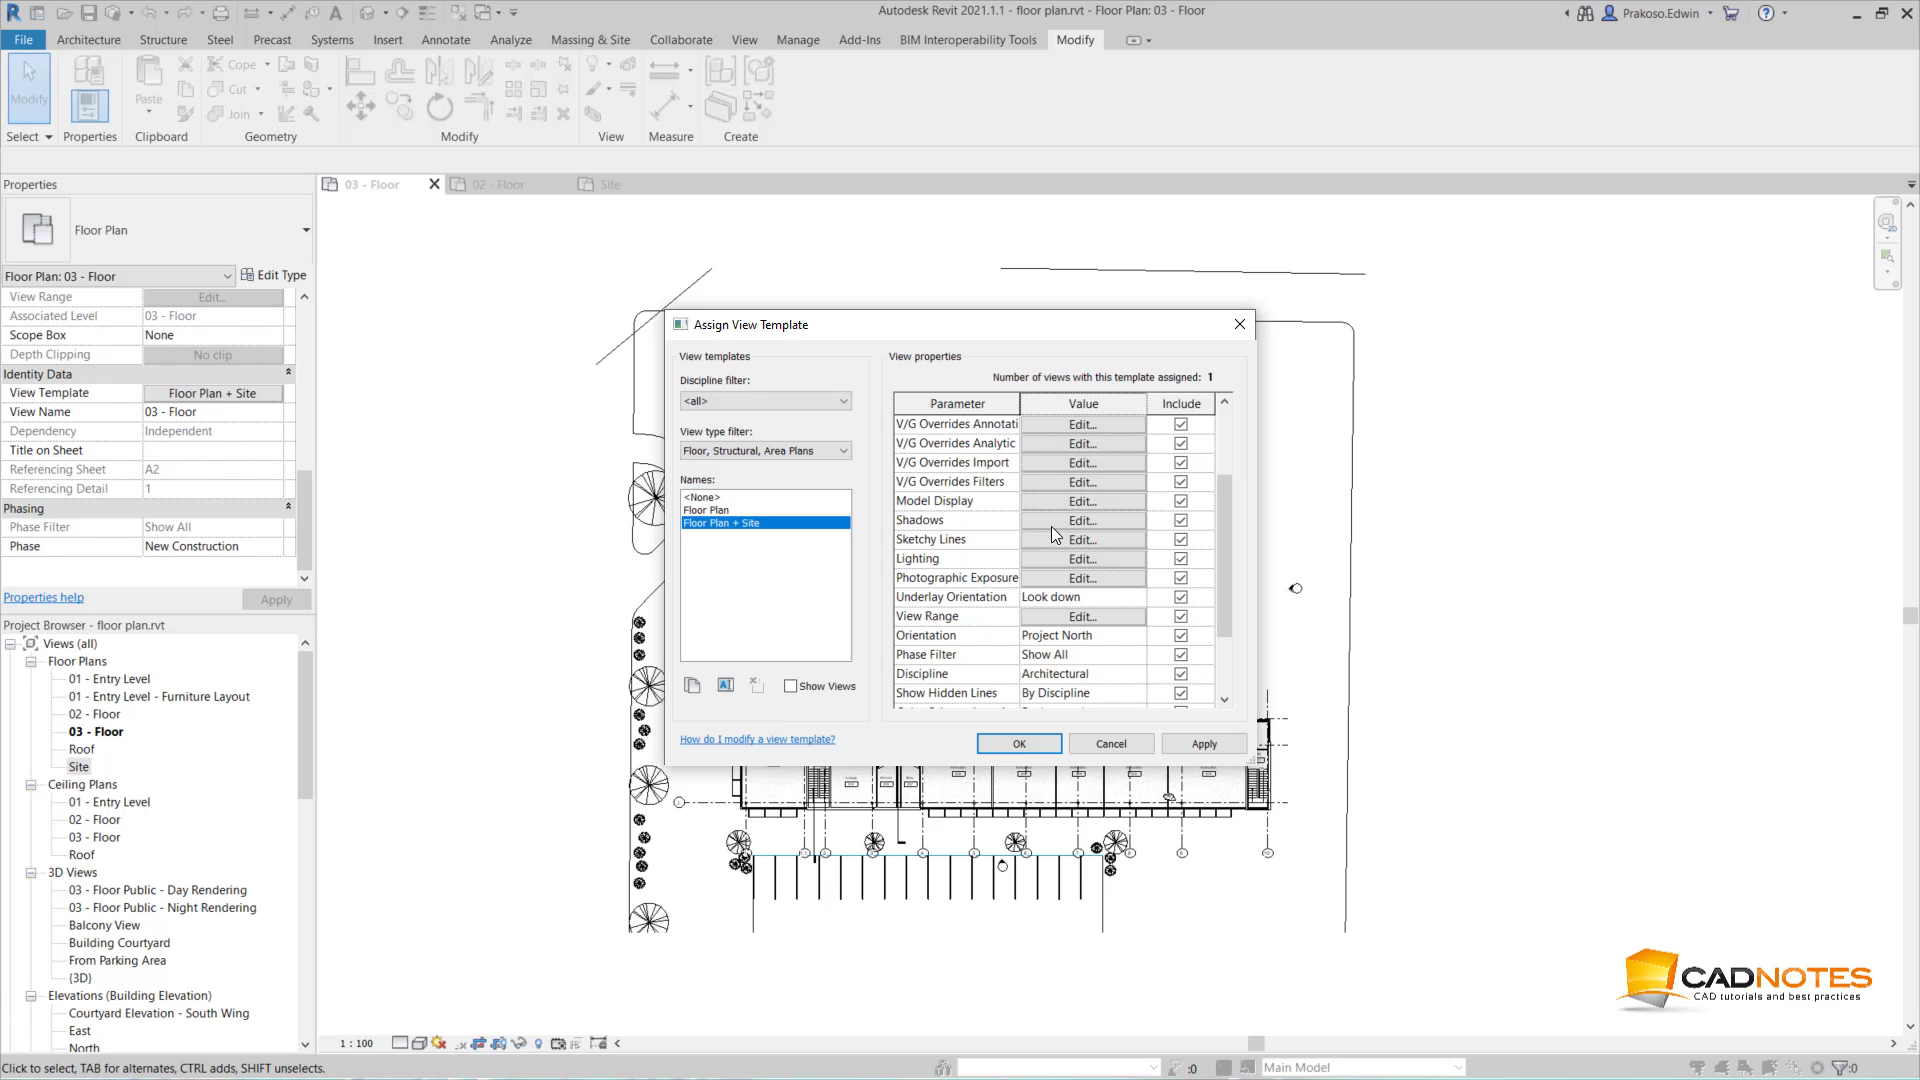 Autodesk Revit 2021.1.1 - floor plan.rvt - Floor Plan: 03 - Floor
Prakoso.Edwin
File Architecture Structure Steel Precast Systems Insert Annotate Analyze Massing & Site Collaborate View Manage Add-Ins BIM Interoperability Tools Modify
Modify
Paste
Cope
Cut
Join
Select Properties Clipboard Geometry Modify View Measure Create
Properties
03 - Floor
02 - Floor
Site
Floor Plan
Floor Plan: 03 - Floor
Edit Type
View Range Edit...
Associated Level 03 - Floor
Scope Box None
Depth Clipping No clip
Identity Data
View Template Floor Plan + Site
View Name 03 - Floor
Dependency Independent
Title on Sheet
Referencing Sheet A2
Referencing Detail 1
Phasing
Phase Filter Show All
Phase New Construction
Properties help
Apply
Project Browser - floor plan.rvt
Views (all)
Floor Plans
01 - Entry Level
01 - Entry Level - Furniture Layout
02 - Floor
03 - Floor
Roof
Site
Ceiling Plans
01 - Entry Level
02 - Floor
03 - Floor
Roof
3D Views
03 - Floor Public - Day Rendering
03 - Floor Public - Night Rendering
Balcony View
Building Courtyard
From Parking Area
{3D}
Elevations (Building Elevation)
Courtyard Elevation - South Wing
East
North
Assign View Template
View templates
Discipline filter:
<all>
View type filter:
Floor, Structural, Area Plans
Names:
<None>
Floor Plan
Floor Plan + Site
Show Views
How do I modify a view template?
View properties
Number of views with this template assigned: 1
Parameter Value Include
V/G Overrides Annotati Edit...
V/G Overrides Analytic Edit...
V/G Overrides Import Edit...
V/G Overrides Filters Edit...
Model Display Edit...
Shadows Edit...
Sketchy Lines Edit...
Lighting Edit...
Photographic Exposure Edit...
Underlay Orientation Look down
View Range Edit...
Orientation Project North
Phase Filter Show All
Discipline Architectural
Show Hidden Lines By Discipline
OK
Cancel
Apply
CADNOTES
CAD tutorials and best practices
1 : 100
Click to select, TAB for alternates, CTRL adds, SHIFT unselects.
:0
Main Model
:0